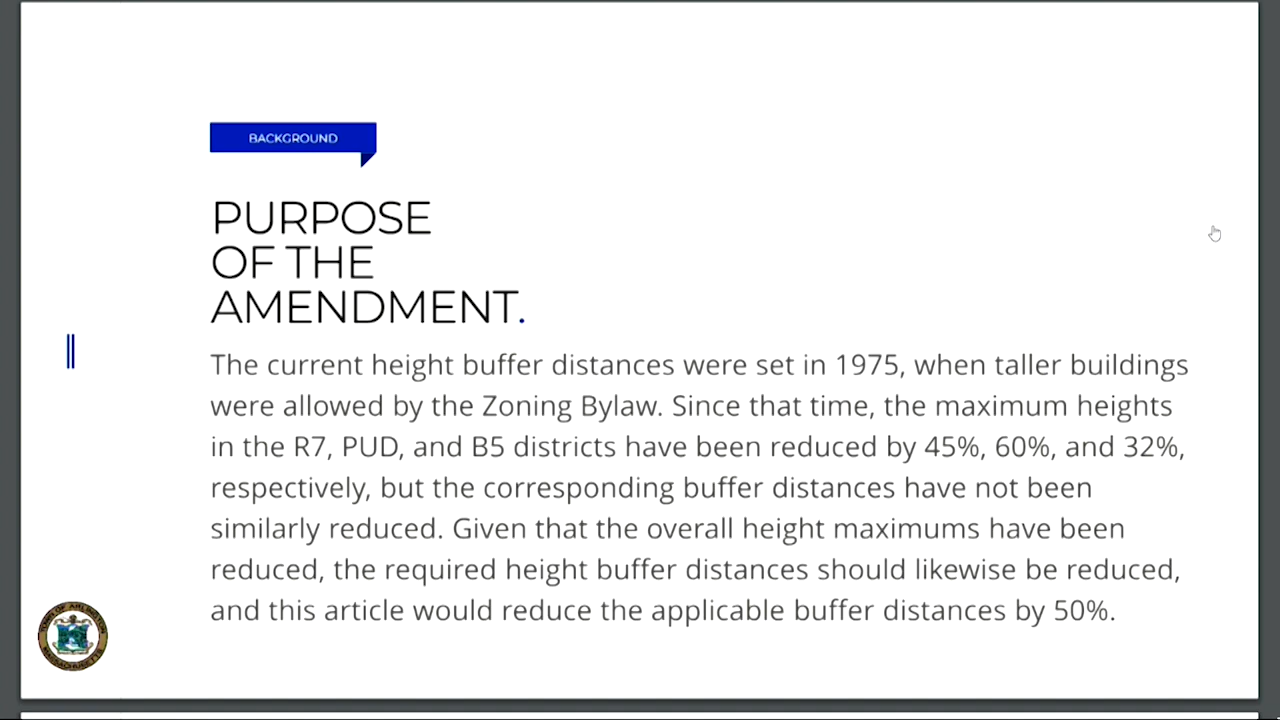 BACKGROUND
PURPOSE
OF THE
AMENDMENT.
The current height buffer distances were set in 1975, when taller buildings
were allowed by the Zoning Bylaw. Since that time, the maximum heights
in the R7, PUD, and B5 districts have been reduced by 45%, 60%, and 32%,
respectively, but the corresponding buffer distances have not been
similarly reduced. Given that the overall height maximums have been
reduced, the required height buffer distances should likewise be reduced,
and this article would reduce the applicable buffer distances by 50%.
TOWN OF ARLINGTON
MASSACHUSETTS